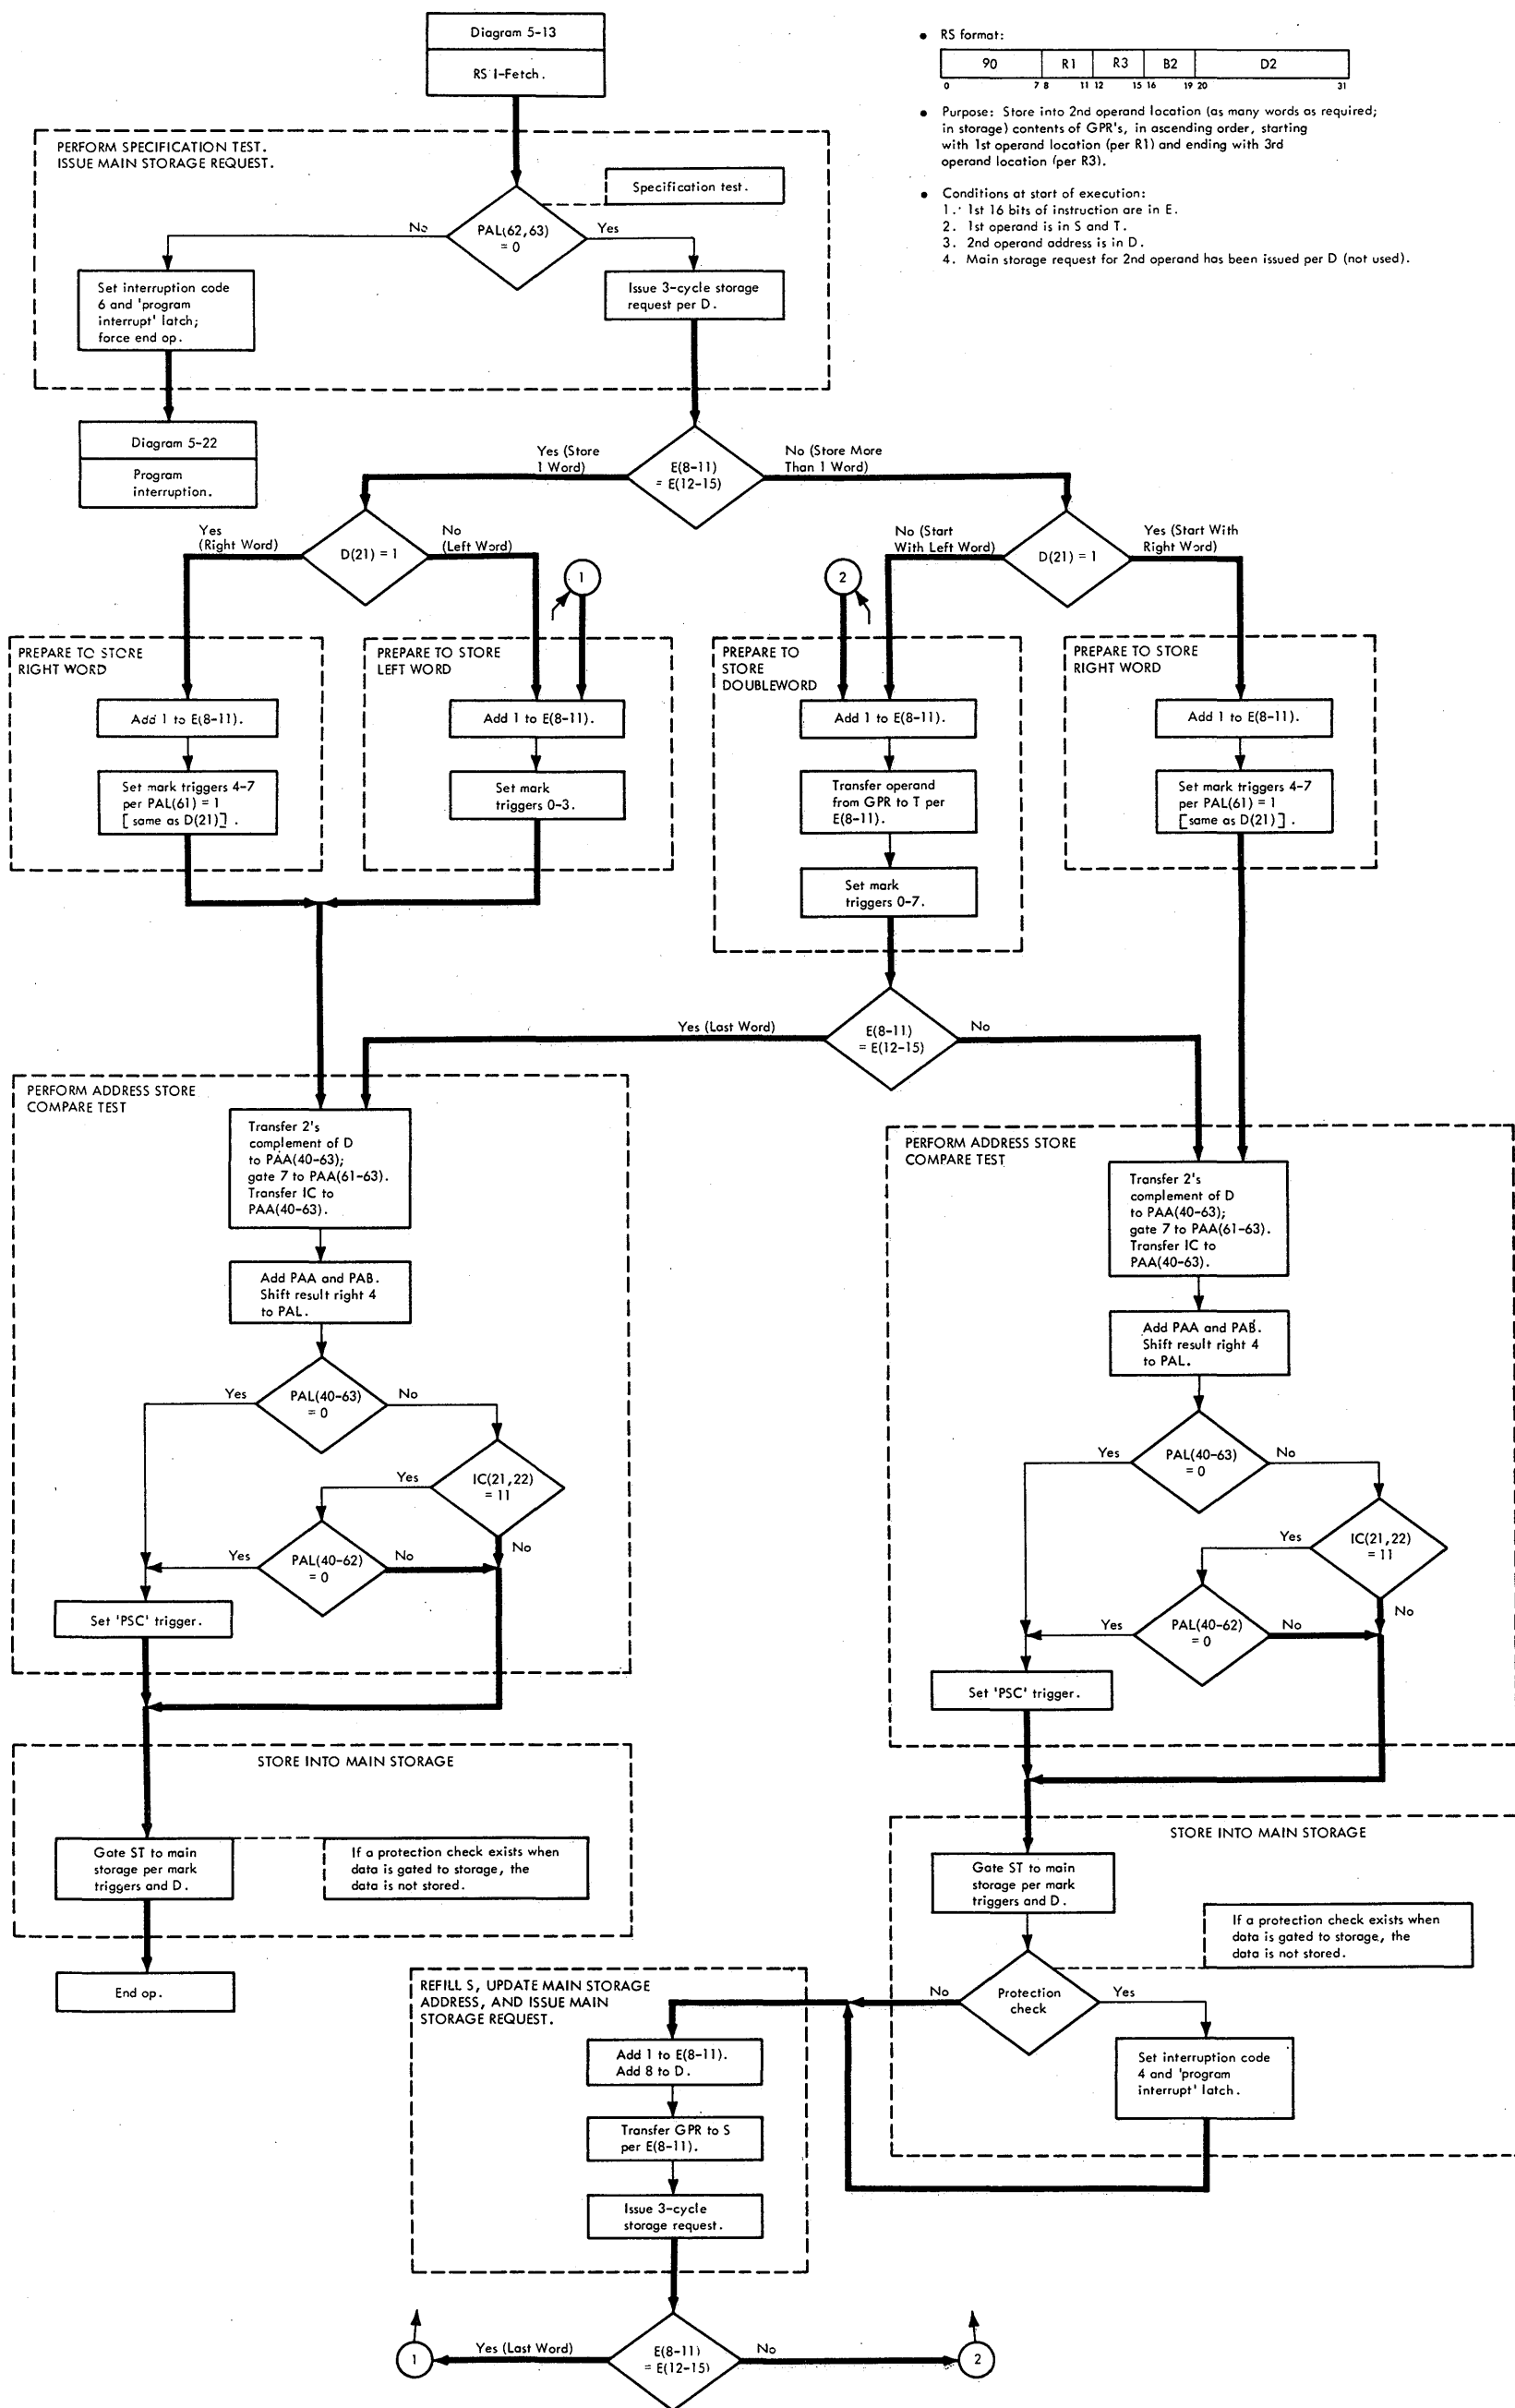 Diagram 5-13
RS I-Fetch.
• RS format:
90 R1 R3 B2 D2
0 7 8 11 12 15 16 19 20 31
• Purpose: Store into 2nd operand location (as many words as required;
in storage) contents of GPR's, in ascending order, starting
with 1st operand location (per R1) and ending with 3rd
operand location (per R3).
• Conditions at start of execution:
1. 1st 16 bits of instruction are in E.
2. 1st operand is in S and T.
3. 2nd operand address is in D.
4. Main storage request for 2nd operand has been issued per D (not used).
PERFORM SPECIFICATION TEST.
ISSUE MAIN STORAGE REQUEST.
Specification test.
No
PAL(62,63)
= 0
Yes
Set interruption code
6 and 'program
interrupt' latch;
force end op.
Issue 3-cycle storage
request per D.
Diagram 5-22
Program
interruption.
Yes (Store
1 Word)
E(8-11)
= E(12-15)
No (Store More
Than 1 Word)
Yes
(Right Word)
D(21) = 1
No
(Left Word)
No (Start
With Left Word)
D(21) = 1
Yes (Start With
Right Word)
1
2
PREPARE TO STORE
RIGHT WORD
Add 1 to E(8-11).
Set mark triggers 4-7
per PAL(61) = 1
[same as D(21)] .
PREPARE TO STORE
LEFT WORD
Add 1 to E(8-11).
Set mark
triggers 0-3.
PREPARE TO
STORE
DOUBLEWORD
Add 1 to E(8-11).
Transfer operand
from GPR to T per
E(8-11).
Set mark
triggers 0-7.
PREPARE TO STORE
RIGHT WORD
Add 1 to E(8-11).
Set mark triggers 4-7
per PAL(61) = 1
[same as D(21)] .
Yes (Last Word)
E(8-11)
= E(12-15)
No
PERFORM ADDRESS STORE
COMPARE TEST
Transfer 2's
complement of D
to PAA(40-63);
gate 7 to PAA(61-63).
Transfer IC to
PAA(40-63).
Add PAA and PAB.
Shift result right 4
to PAL.
Yes
PAL(40-63)
= 0
No
Yes
IC(21,22)
= 11
No
Yes
PAL(40-62)
= 0
No
Set 'PSC' trigger.
PERFORM ADDRESS STORE
COMPARE TEST
Transfer 2's
complement of D
to PAA(40-63);
gate 7 to PAA(61-63).
Transfer IC to
PAA(40-63).
Add PAA and PAB.
Shift result right 4
to PAL.
Yes
PAL(40-63)
= 0
No
Yes
IC(21,22)
= 11
No
Yes
PAL(40-62)
= 0
No
Set 'PSC' trigger.
STORE INTO MAIN STORAGE
Gate ST to main
storage per mark
triggers and D.
If a protection check exists when
data is gated to storage, the
data is not stored.
End op.
STORE INTO MAIN STORAGE
Gate ST to main
storage per mark
triggers and D.
If a protection check exists when
data is gated to storage, the
data is not stored.
No
Protection
check
Yes
Set interruption code
4 and 'program
interrupt' latch.
REFILL S, UPDATE MAIN STORAGE
ADDRESS, AND ISSUE MAIN
STORAGE REQUEST.
Add 1 to E(8-11).
Add 8 to D.
Transfer GPR to S
per E(8-11).
Issue 3-cycle
storage request.
1
Yes (Last Word)
E(8-11)
= E(12-15)
No
2